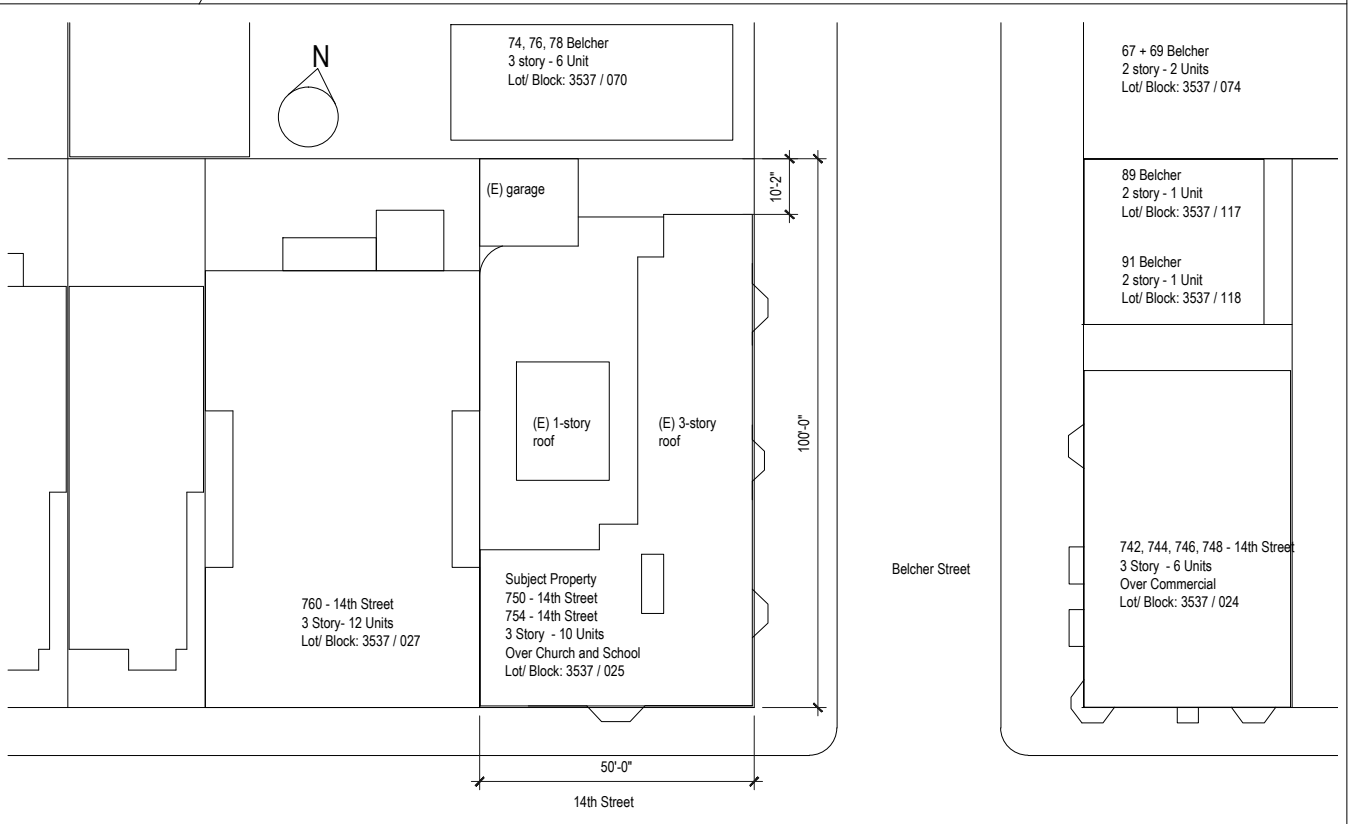 74, 76, 78 Belcher
3 story - 6 Unit
Lot/ Block: 3537 / 070
67 + 69 Belcher
2 story - 2 Units
Lot/ Block: 3537 / 074
N
(E) garage
10'-2"
89 Belcher
2 story - 1 Unit
Lot/ Block: 3537 / 117
91 Belcher
2 story - 1 Unit
Lot/ Block: 3537 / 118
(E) 1-story
roof
(E) 3-story
roof
100'-0"
742, 744, 746, 748 - 14th Street
3 Story - 6 Units
Over Commercial
Lot/ Block: 3537 / 024
Belcher Street
760 - 14th Street
3 Story- 12 Units
Lot/ Block: 3537 / 027
Subject Property
750 - 14th Street
754 - 14th Street
3 Story - 10 Units
Over Church and School
Lot/ Block: 3537 / 025
50'-0"
14th Street